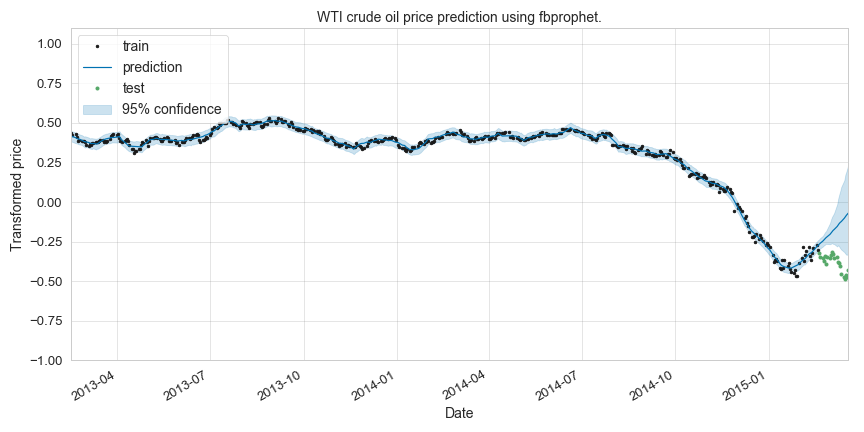 WTI crude oil price prediction using fbprophet.
train
prediction
test
95% confidence
1.00
0.75
0.50
0.25
0.00
−0.25
−0.50
−0.75
−1.00
Transformed price
2013-04
2013-07
2013-10
2014-01
2014-04
2014-07
2014-10
2015-01
Date